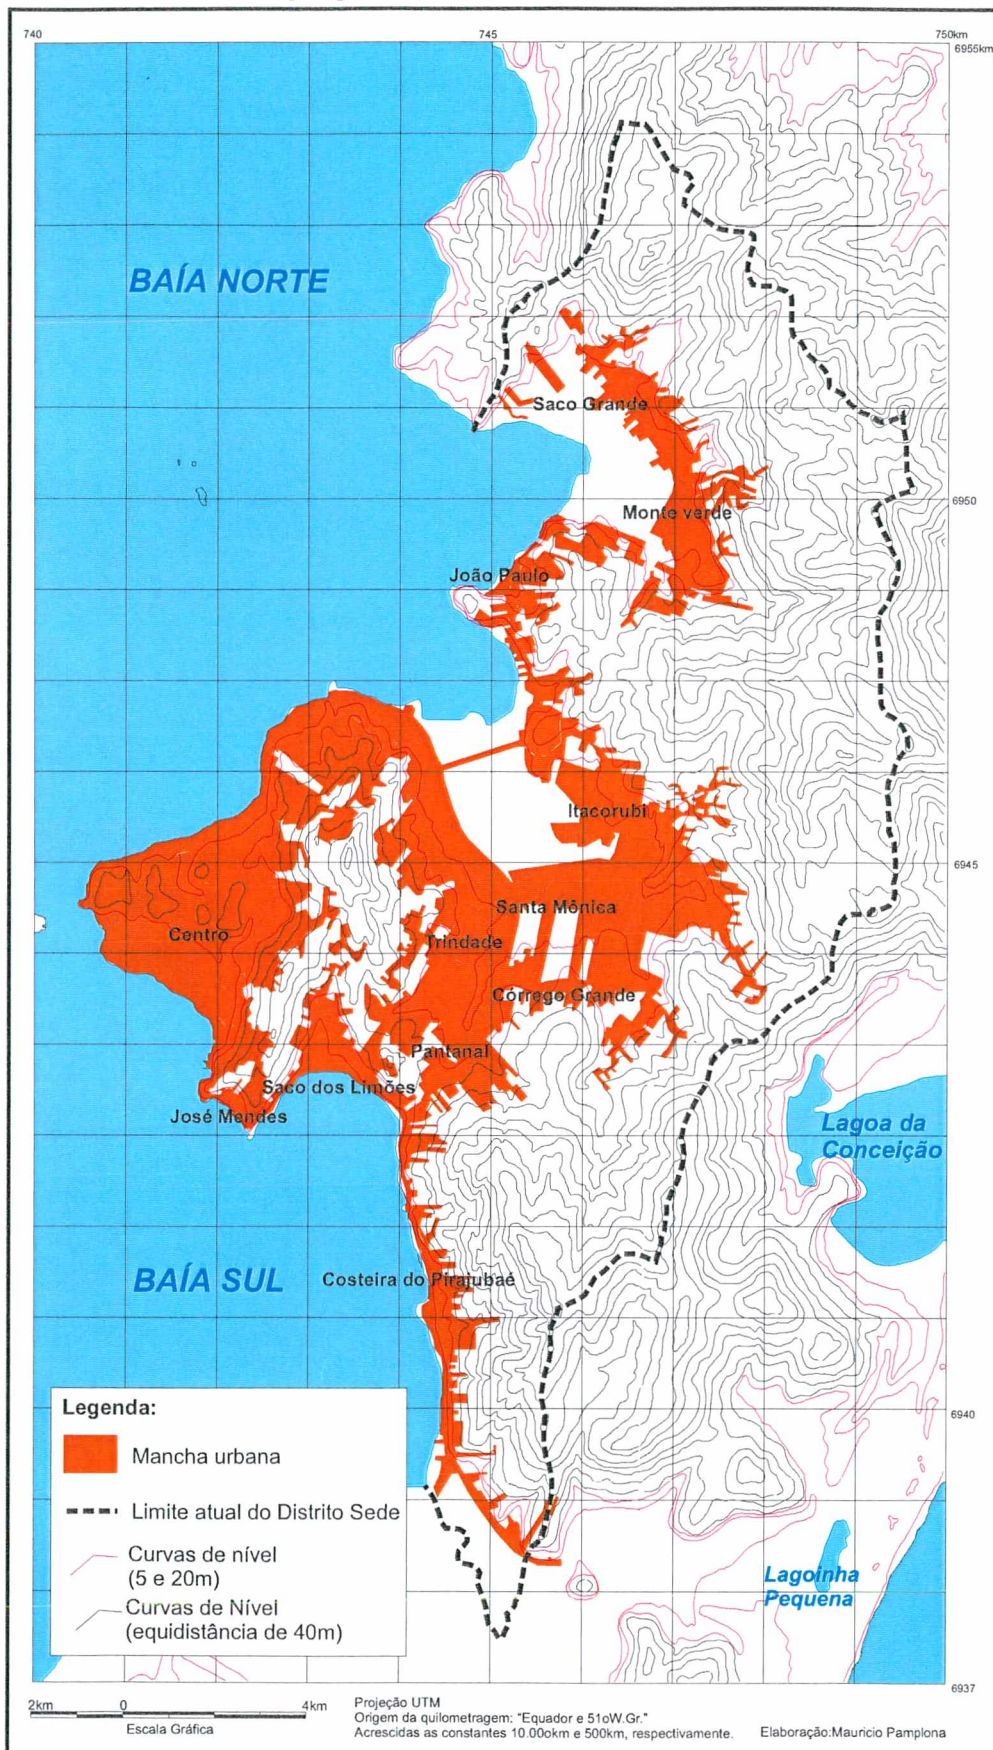 740
745
750km
6955km
BAÍA NORTE
Saco Grande
6950
Monte verde
João Paulo
Itacorubi
6945
Santa Mônica
Centro
Trindade
Córrego Grande
Pantanal
Saco dos Limões
José Mendes
Lagoa da
Conceição
BAÍA SUL
Costeira do Pirajubaé
Legenda:
Mancha urbana
Limite atual do Distrito Sede
Curvas de nível
(5 e 20m)
Curvas de Nível
(equidistância de 40m)
6940
Lagoinha
Pequena
6937
2km 0 4km
Escala Gráfica
Projeção UTM
Origem da quilometragem: "Equador e 51oW.Gr."
Acrescidas as constantes 10.00okm e 500km, respectivamente.
Elaboração:Mauricio Pamplona